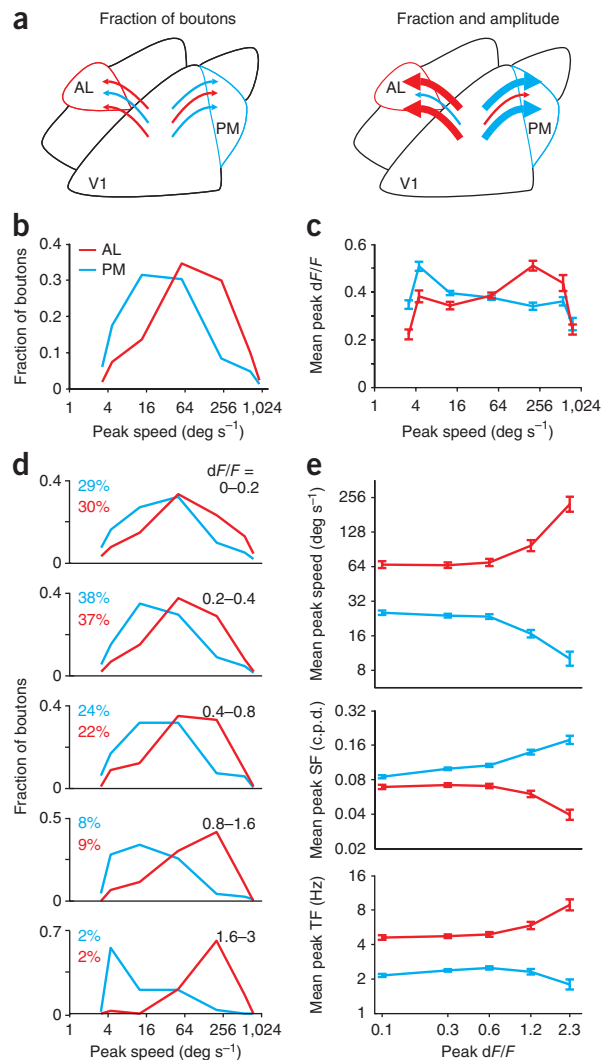 a
Fraction of boutons
Fraction and amplitude
AL
PM
V1
AL
PM
V1
b
AL
PM
Fraction of boutons
0.4
0.3
0.2
0.1
0
1 4 16 64 256 1,024
Peak speed (deg s⁻¹)
c
Mean peak dF/F
0.6
0.4
0.2
0
1 4 16 64 256 1,024
Peak speed (deg s⁻¹)
d
Fraction of boutons
0.4
0
29%
30%
dF/F =
0–0.2
0.4
0
38%
37%
0.2–0.4
0.4
0
24%
22%
0.4–0.8
0.5
0
8%
9%
0.8–1.6
0.7
0
2%
2%
1.6–3
1 4 16 64 256 1,024
Peak speed (deg s⁻¹)
e
Mean peak speed (deg s⁻¹)
256
128
64
32
16
8
Mean peak SF (c.p.d.)
0.32
0.16
0.08
0.04
0.02
Mean peak TF (Hz)
16
8
4
2
1
0.1 0.3 0.6 1.2 2.3
Peak dF/F